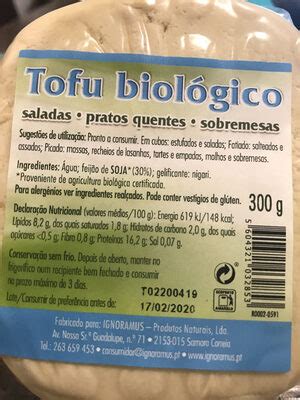 Tofu biológico
saladas • pratos quentes • sobremesas
Sugestões de utilização: Pronto a consumir. Em cubos: estufados e saladas; Fatiado: salteados e
assados; Picado: massas, recheios de lasanhas, tartes e empadas, molhos e sobremesas.
Ingredientes: Água; feijão de SOJA* (30%); gelificante: nigari.
*Proveniente de agricultura biológica certificada.
Para alergénios ver ingredientes realçados. Pode conter vestígios de glúten.
300 g
Declaração Nutricional (valores médios/100 g): Energia 619 kJ/148 kcal;
Lípidos 8,2 g, dos quais saturados 1,8 g; Hidratos de carbono 2,0 g, dos quais
açúcares <0,5 g; Fibra 0,8 g; Proteínas 16,2 g; Sal 0,07 g.
Conservação sem frio. Depois de aberto, manter no
frigorífico num recipiente bem fechado e consumir
no prazo máximo de 3 dias.
T02200419
Lote/Consumir de preferência antes de: 17/02/2020
5604321032853
R0002-0591
Fabricado por: IGNORAMUS – Produtos Naturais, Lda.
Av. Nossa Srª Guadalupe, n.º 21 • 2135-015 Samora Correia
Tel.: 263 659 453 • consumidor@ignoramus.pt • www.ignoramus.pt